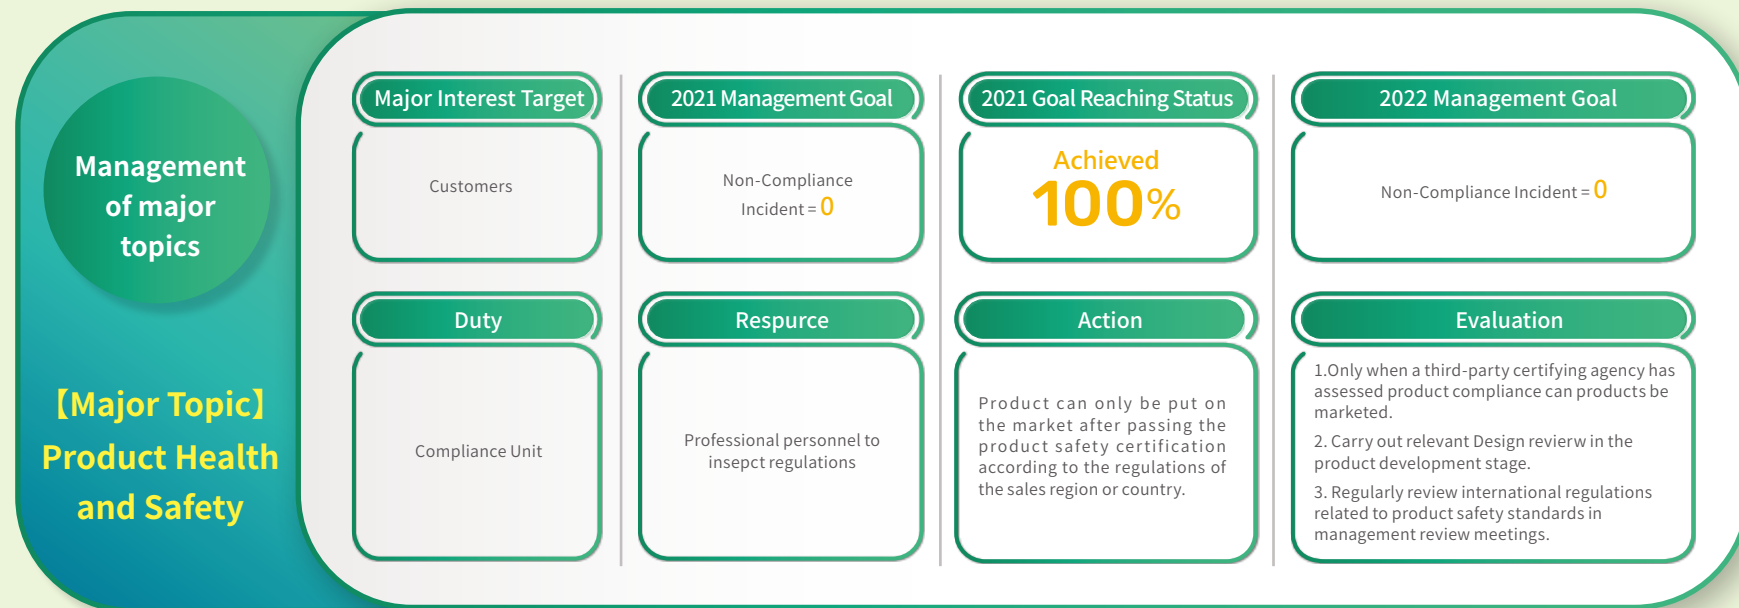 Management
of major
topics
【Major Topic】
Product Health
and Safety
Major Interest Target
Customers
2021 Management Goal
Non-Compliance
Incident = 0
2021 Goal Reaching Status
Achieved
100%
2022 Management Goal
Non-Compliance Incident = 0
Duty
Compliance Unit
Respurce
Professional personnel to
insepct regulations
Action
Product can only be put on
the market after passing the
product safety certification
according to the regulations of
the sales region or country.
Evaluation
1.Only when a third-party certifying agency has
assessed product compliance can products be
marketed.
2. Carry out relevant Design revierw in the
product development stage.
3. Regularly review international regulations
related to product safety standards in
management review meetings.